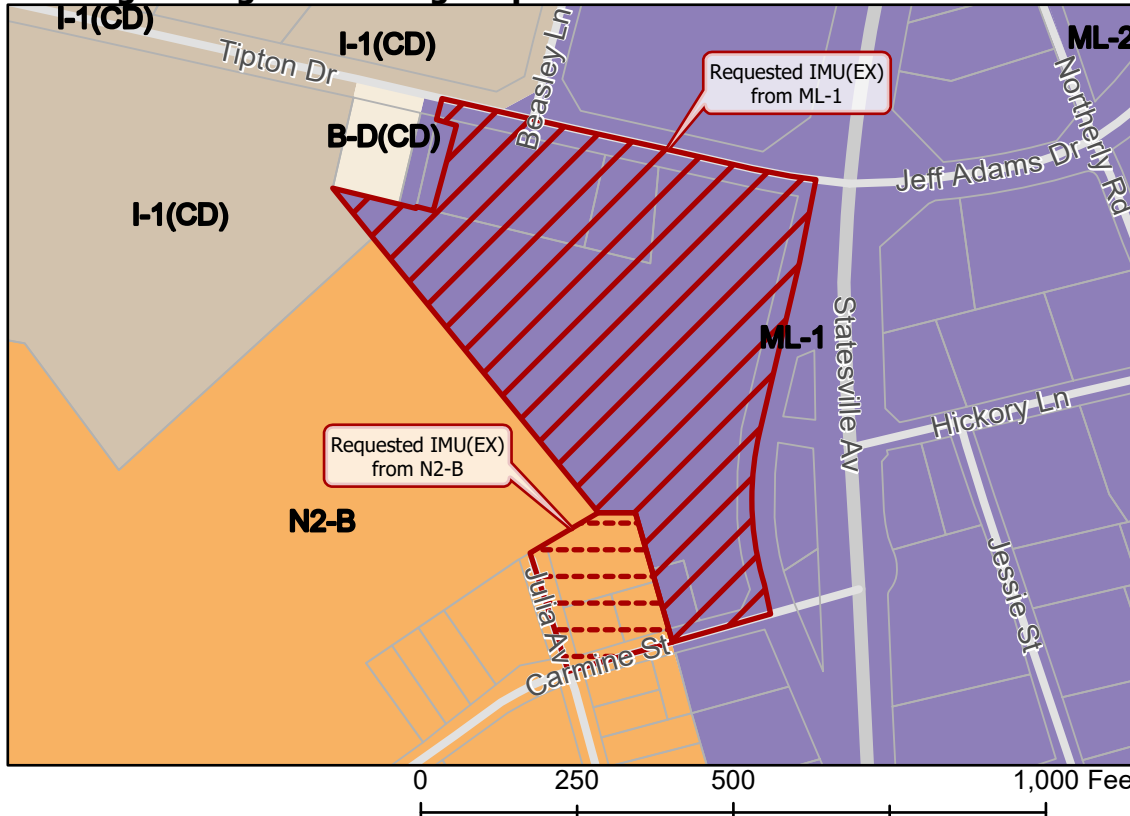 I-1(CD)
I-1(CD)
Tipton Dr
Beasley Ln
ML-2
Northerly Rd
Requested IMU(EX)
from ML-1
B-D(CD)
Jeff Adams Dr
I-1(CD)
ML-1
Statesville Av
Hickory Ln
Requested IMU(EX)
from N2-B
N2-B
Jessie St
Julia Av
Carmine St
0 250 500 1,000 Fee